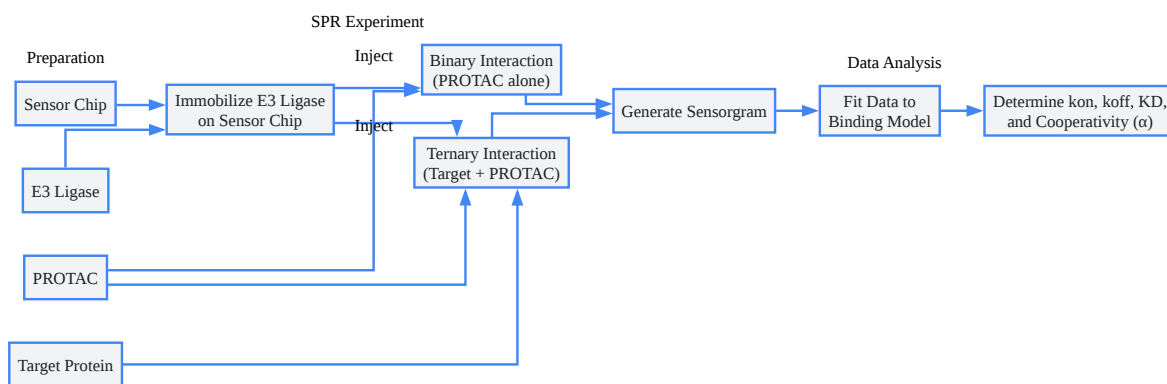 SPR Experiment
Preparation
Inject
Data Analysis
Sensor Chip
Immobilize E3 Ligase
on Sensor Chip
Binary Interaction
(PROTAC alone)
Generate Sensorgram
Fit Data to
Binding Model
Determine kon, koff, KD,
and Cooperativity (α)
Inject
Ternary Interaction
(Target + PROTAC)
E3 Ligase
PROTAC
Target Protein